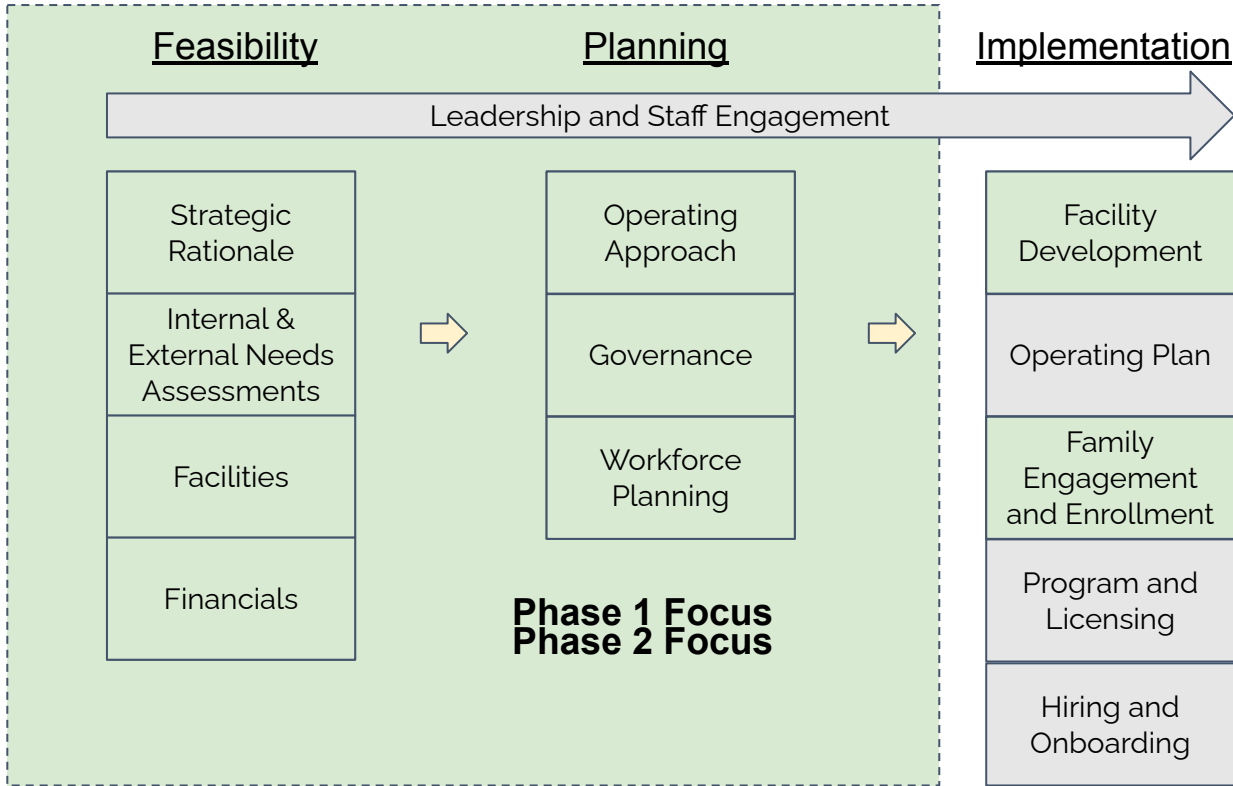 Feasibility
Planning
Implementation
Leadership and Staff Engagement
Strategic
Rationale
Internal &
External Needs
Assessments
Facilities
Financials
Operating
Approach
Governance
Workforce
Planning
Phase 1 Focus
Phase 2 Focus
Facility
Development
Operating Plan
Family
Engagement
and Enrollment
Program and
Licensing
Hiring and
Onboarding